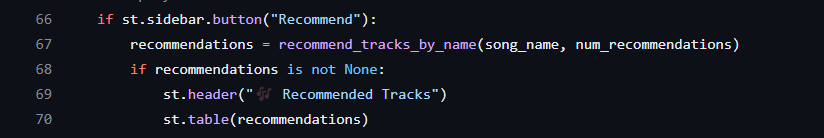 66 if st.sidebar.button("Recommend"):
67 recommendations = recommend_tracks_by_name(song_name, num_recommendations)
68 if recommendations is not None:
69 st.header("🎶 Recommended Tracks")
70 st.table(recommendations)